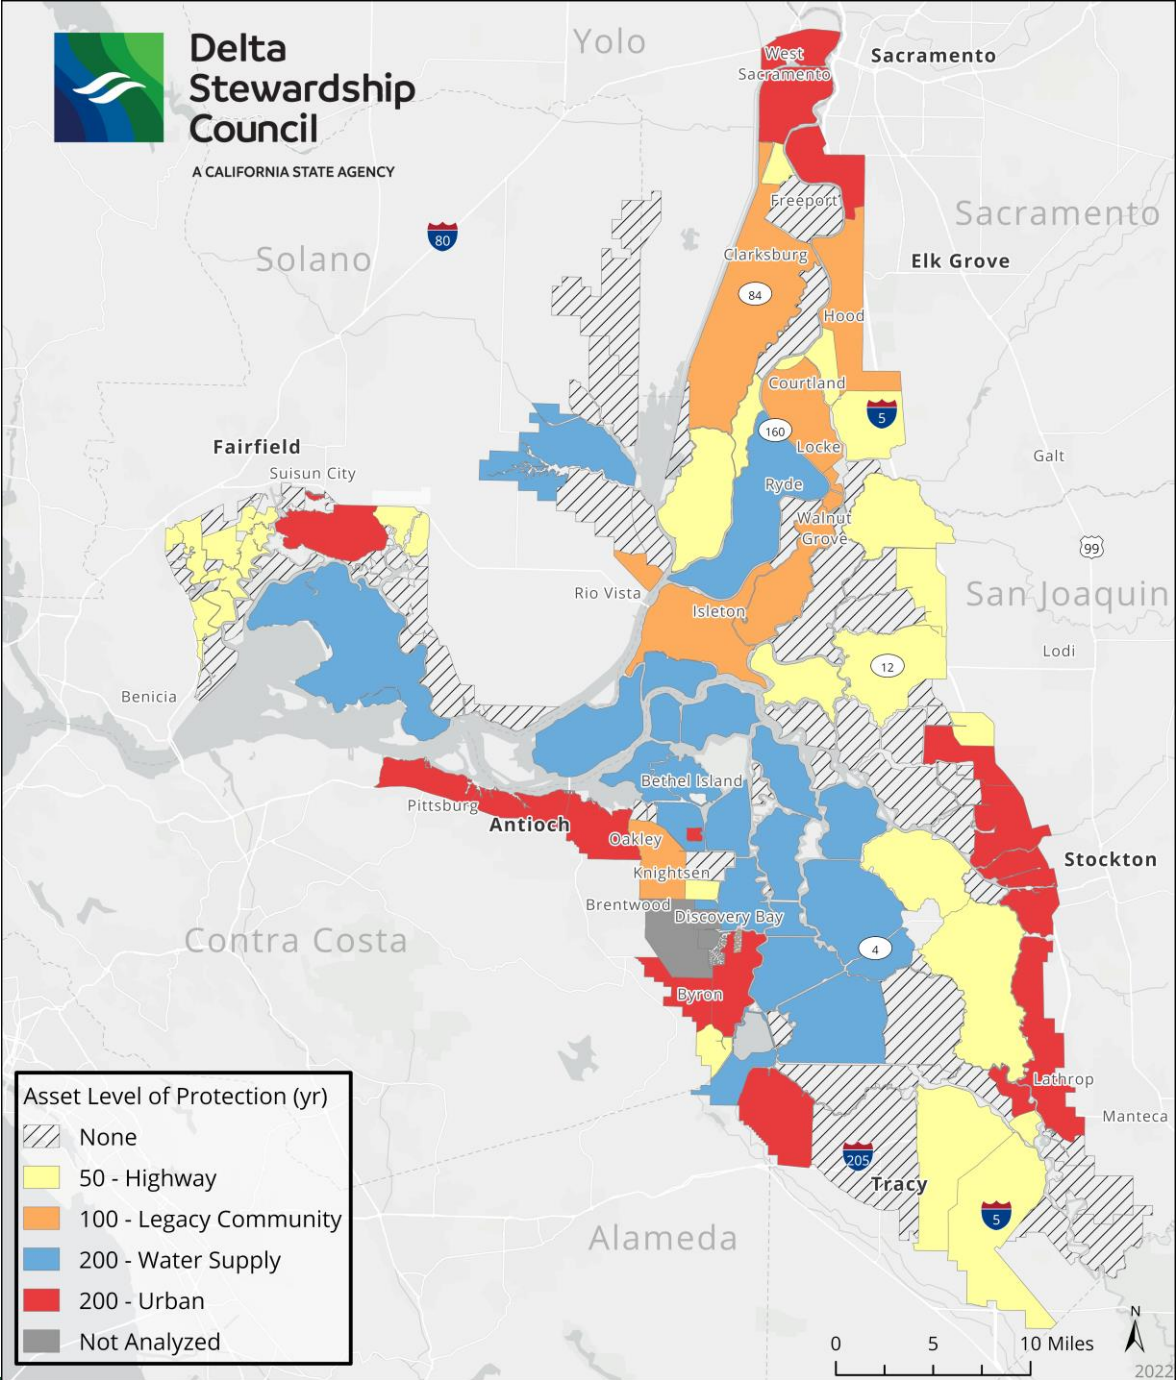 Delta
Stewardship
Council
A CALIFORNIA STATE AGENCY
Yolo
West
Sacramento
Sacramento
Freeport
Sacramento
80
Solano
Clarksburg
Elk Grove
84
Hood
Courtland
5
160
Fairfield
Locke
Galt
Suisun City
Ryde
Walnut
Grove
99
Rio Vista
San Joaquin
Isleton
Lodi
12
Benicia
Bethel Island
Pittsburg
Antioch
Oakley
Stockton
Knightsen
Brentwood
Discovery Bay
Contra Costa
4
Byron
Lathrop
Manteca
205
Tracy
5
Alameda
Asset Level of Protection (yr)
None
50 - Highway
100 - Legacy Community
200 - Water Supply
200 - Urban
Not Analyzed
N
0 5 10 Miles
2022